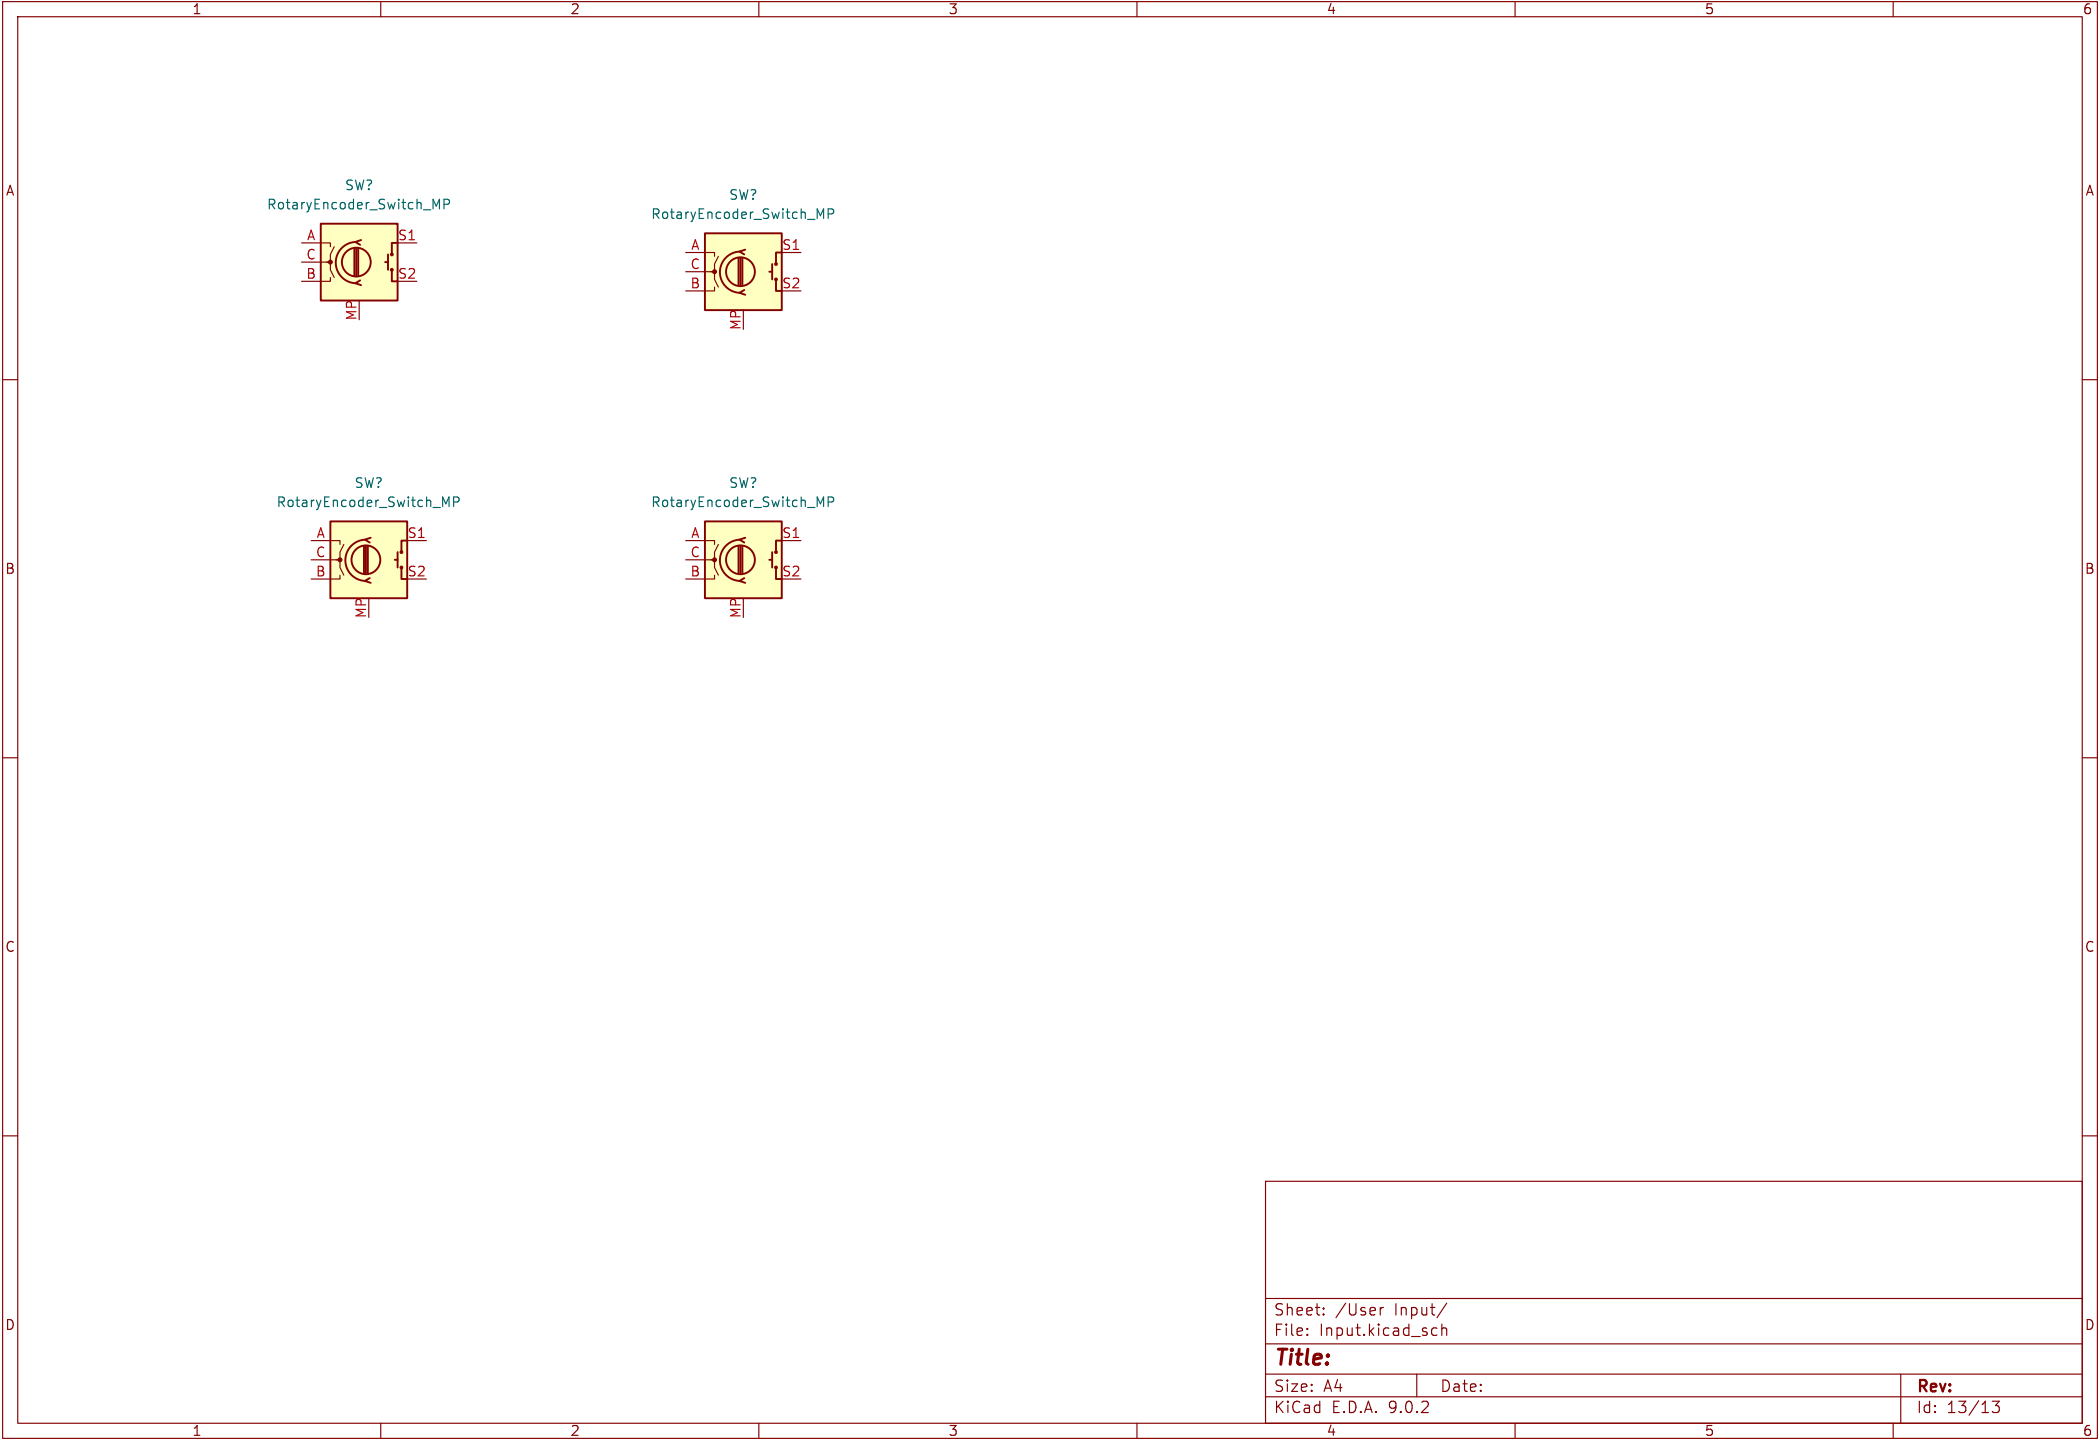 1 2 3 4 5 6
A A
SW?
RotaryEncoder_Switch_MP
A S1
C
B S2
MP
SW?
RotaryEncoder_Switch_MP
A S1
C
B S2
MP
B B
SW?
RotaryEncoder_Switch_MP
A S1
C
B S2
MP
SW?
RotaryEncoder_Switch_MP
A S1
C
B S2
MP
C C
D D
Sheet: /User Input/
File: Input.kicad_sch
Title:
Size: A4 Date: Rev:
KiCad E.D.A. 9.0.2 Id: 13/13
1 2 3 4 5 6